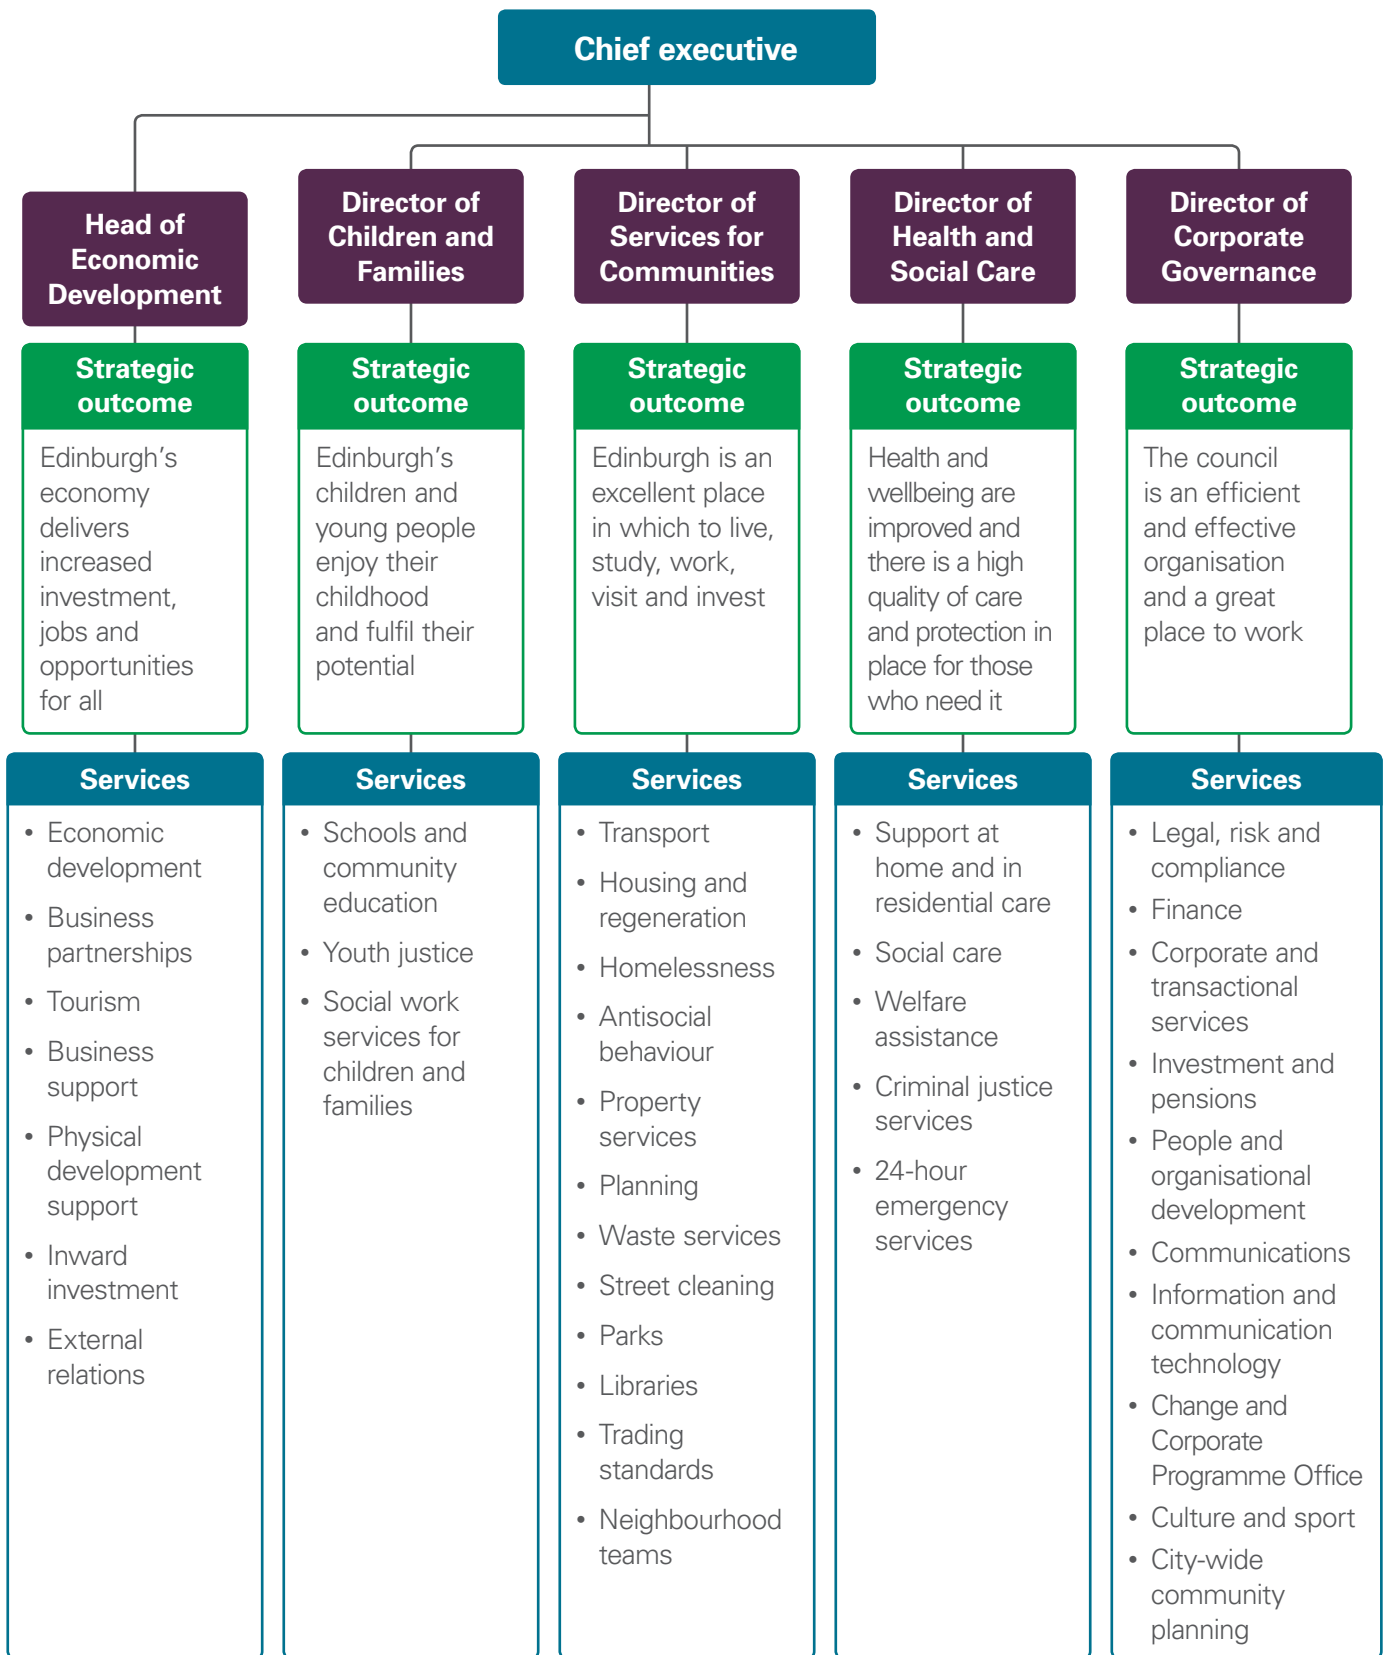 Chief executive
Head of
Economic
Development
Strategic
outcome
Edinburgh's
economy
delivers
increased
investment,
jobs and
opportunities
for all
Services
• Economic
development
• Business
partnerships
• Tourism
• Business
support
• Physical
development
support
• Inward
investment
• External
relations
Director of
Children and
Families
Strategic
outcome
Edinburgh's
children and
young people
enjoy their
childhood
and fulfil their
potential
Services
• Schools and
community
education
• Youth justice
• Social work
services for
children and
families
Director of
Services for
Communities
Strategic
outcome
Edinburgh is an
excellent place
in which to live,
study, work,
visit and invest
Services
• Transport
• Housing and
regeneration
• Homelessness
• Antisocial
behaviour
• Property
services
• Planning
• Waste services
• Street cleaning
• Parks
• Libraries
• Trading
standards
• Neighbourhood
teams
Director of
Health and
Social Care
Strategic
outcome
Health and
wellbeing are
improved and
there is a high
quality of care
and protection in
place for those
who need it
Services
• Support at
home and in
residential care
• Social care
• Welfare
assistance
• Criminal justice
services
• 24-hour
emergency
services
Director of
Corporate
Governance
Strategic
outcome
The council
is an efficient
and effective
organisation
and a great
place to work
Services
• Legal, risk and
compliance
• Finance
• Corporate and
transactional
services
• Investment and
pensions
• People and
organisational
development
• Communications
• Information and
communication
technology
• Change and
Corporate
Programme Office
• Culture and sport
• City-wide
community
planning